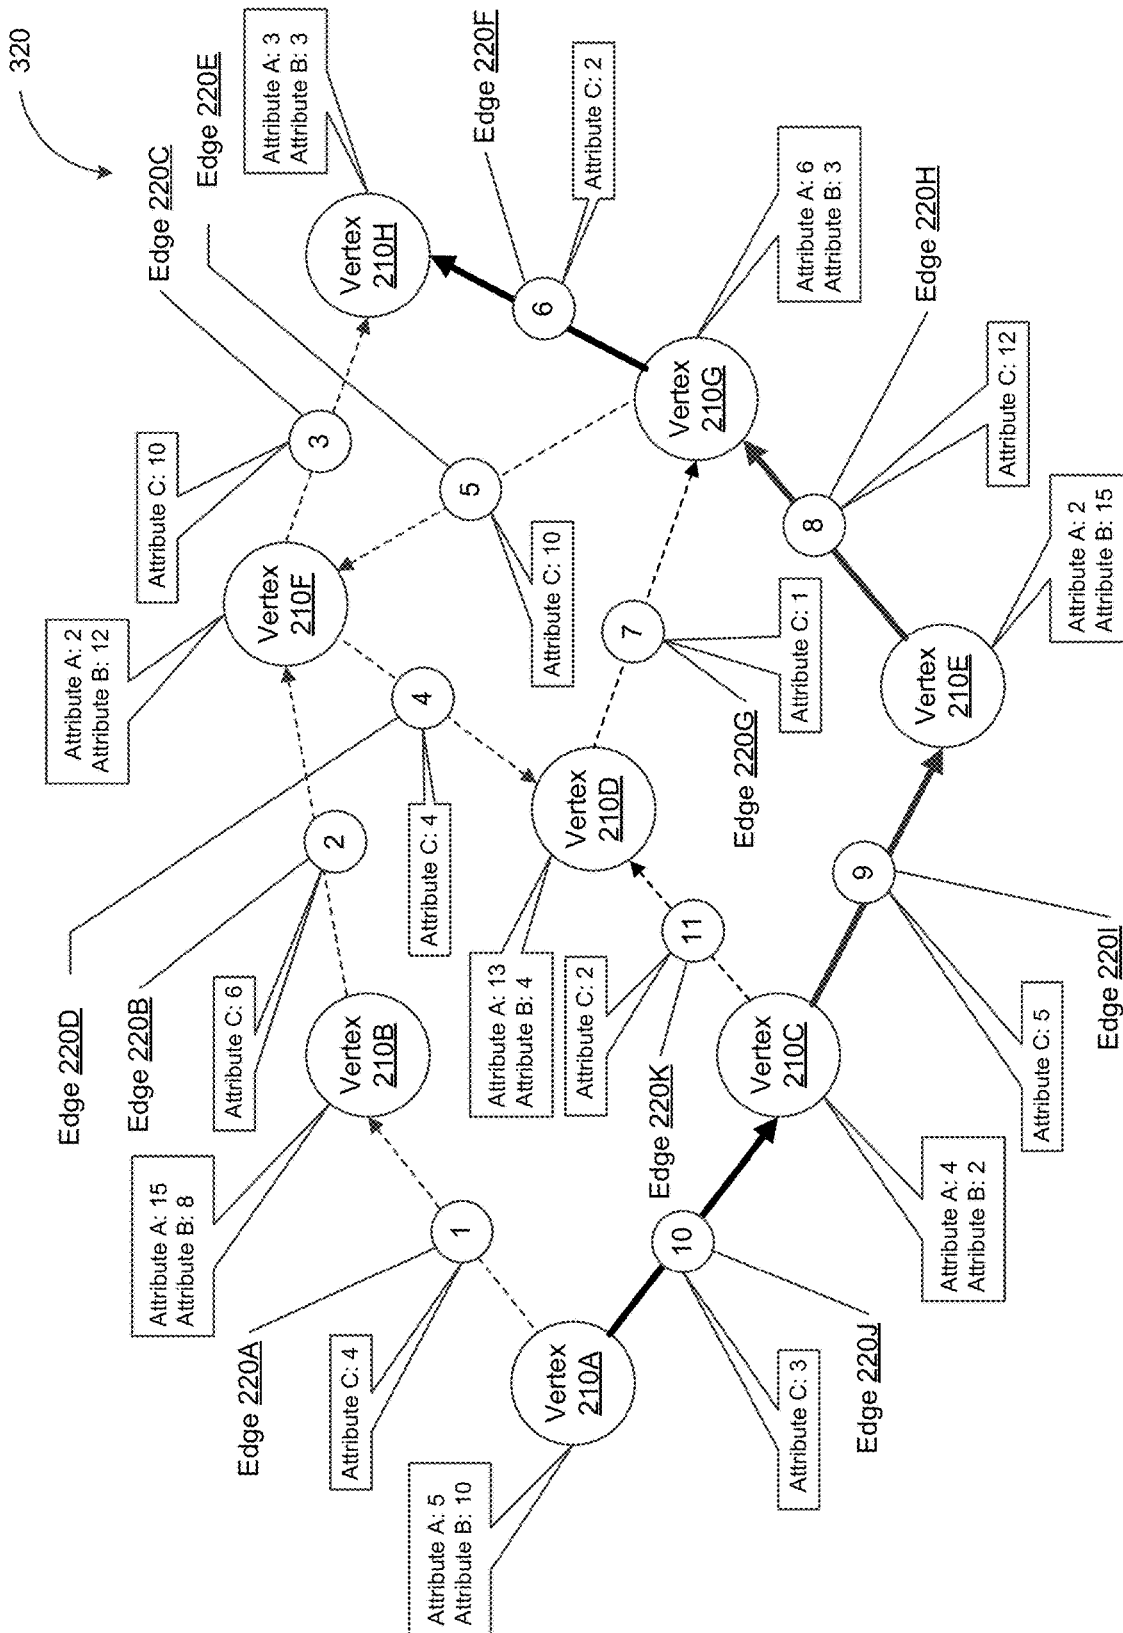 320
Edge 220A
Attribute A: 15
Attribute B: 8
Edge 220D
Edge 220B
Attribute A: 2
Attribute B: 12
Edge 220C
Edge 220E
Attribute C: 4
Attribute C: 6
Attribute C: 10
Attribute A: 3
Attribute B: 3
1
Vertex
210B
2
Vertex
210F
3
Vertex
210H
Attribute A: 5
Attribute B: 10
Attribute A: 13
Attribute B: 4
Attribute C: 4
4
5
Edge 220F
Vertex
210A
Attribute C: 2
Vertex
210D
Attribute C: 10
6
Attribute C: 2
Edge 220K
11
7
Vertex
210G
10
Edge 220G
Attribute C: 1
Attribute A: 6
Attribute B: 3
Attribute C: 3
Vertex
210C
8
Edge 220J
9
Vertex
210E
Edge 220H
Attribute A: 4
Attribute B: 2
Attribute C: 12
Attribute C: 5
Attribute A: 2
Attribute B: 15
Edge 220I